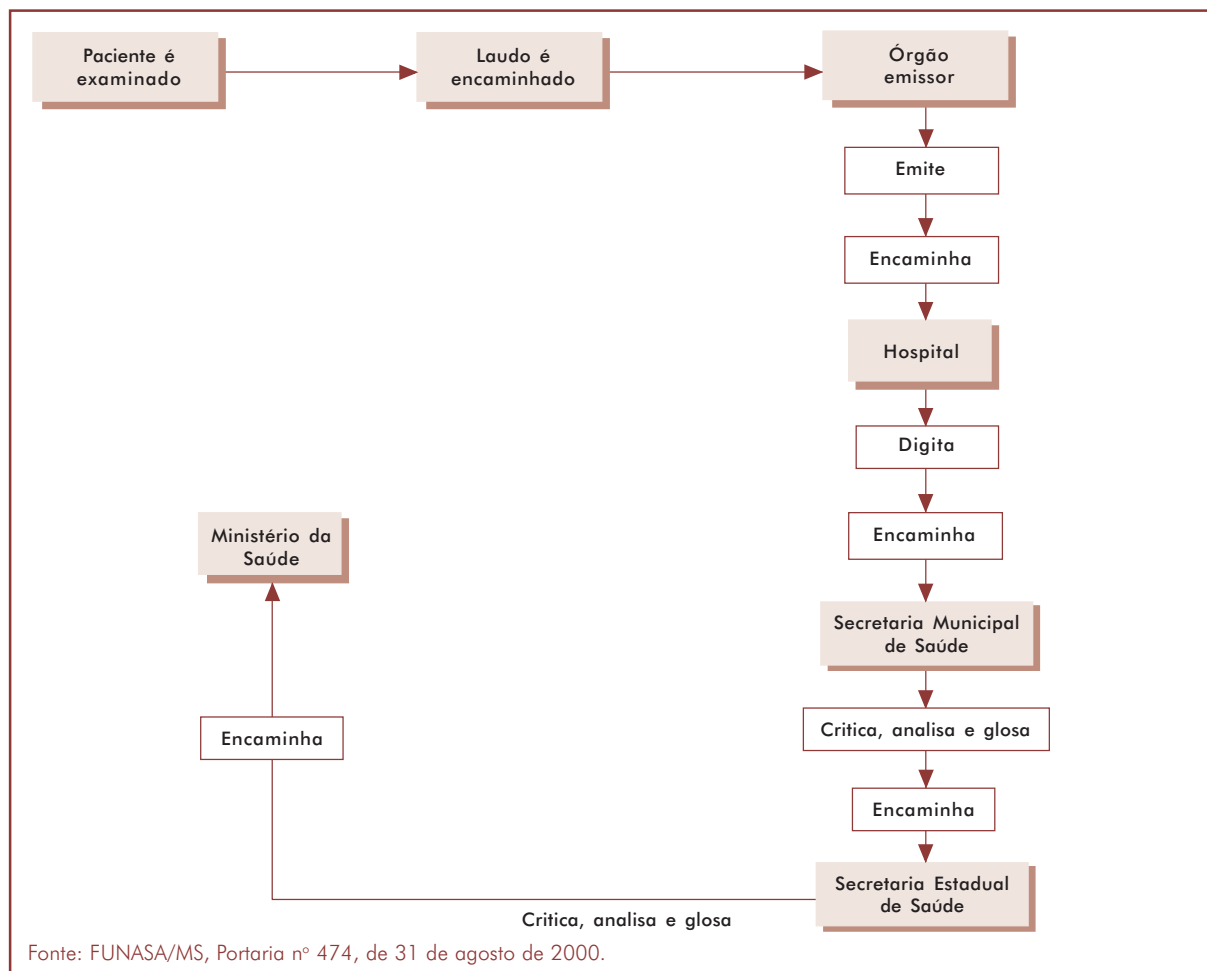 Paciente é
examinado
Laudo é
encaminhado
Órgão
emissor
Emite
Encaminha
Hospital
Digita
Encaminha
Secretaria Municipal
de Saúde
Critica, analisa e glosa
Encaminha
Secretaria Estadual
de Saúde
Critica, analisa e glosa
Encaminha
Ministério da
Saúde
Fonte: FUNASA/MS, Portaria nº 474, de 31 de agosto de 2000.